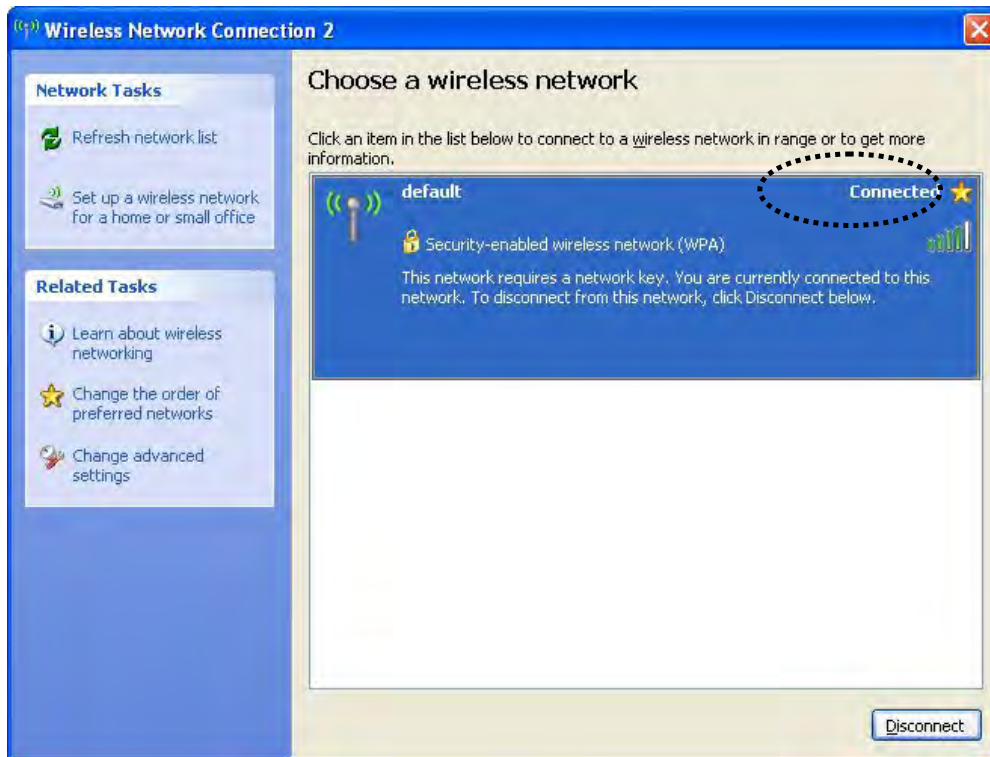 Wireless Network Connection 2
Network Tasks
Refresh network list
Set up a wireless network
for a home or small office
Related Tasks
Learn about wireless
networking
Change the order of
preferred networks
Change advanced
settings
Choose a wireless network
Click an item in the list below to connect to a wireless network in range or to get more
information.
default
Connected
Security-enabled wireless network (WPA)
This network requires a network key. You are currently connected to this
network. To disconnect from this network, click Disconnect below.
Disconnect